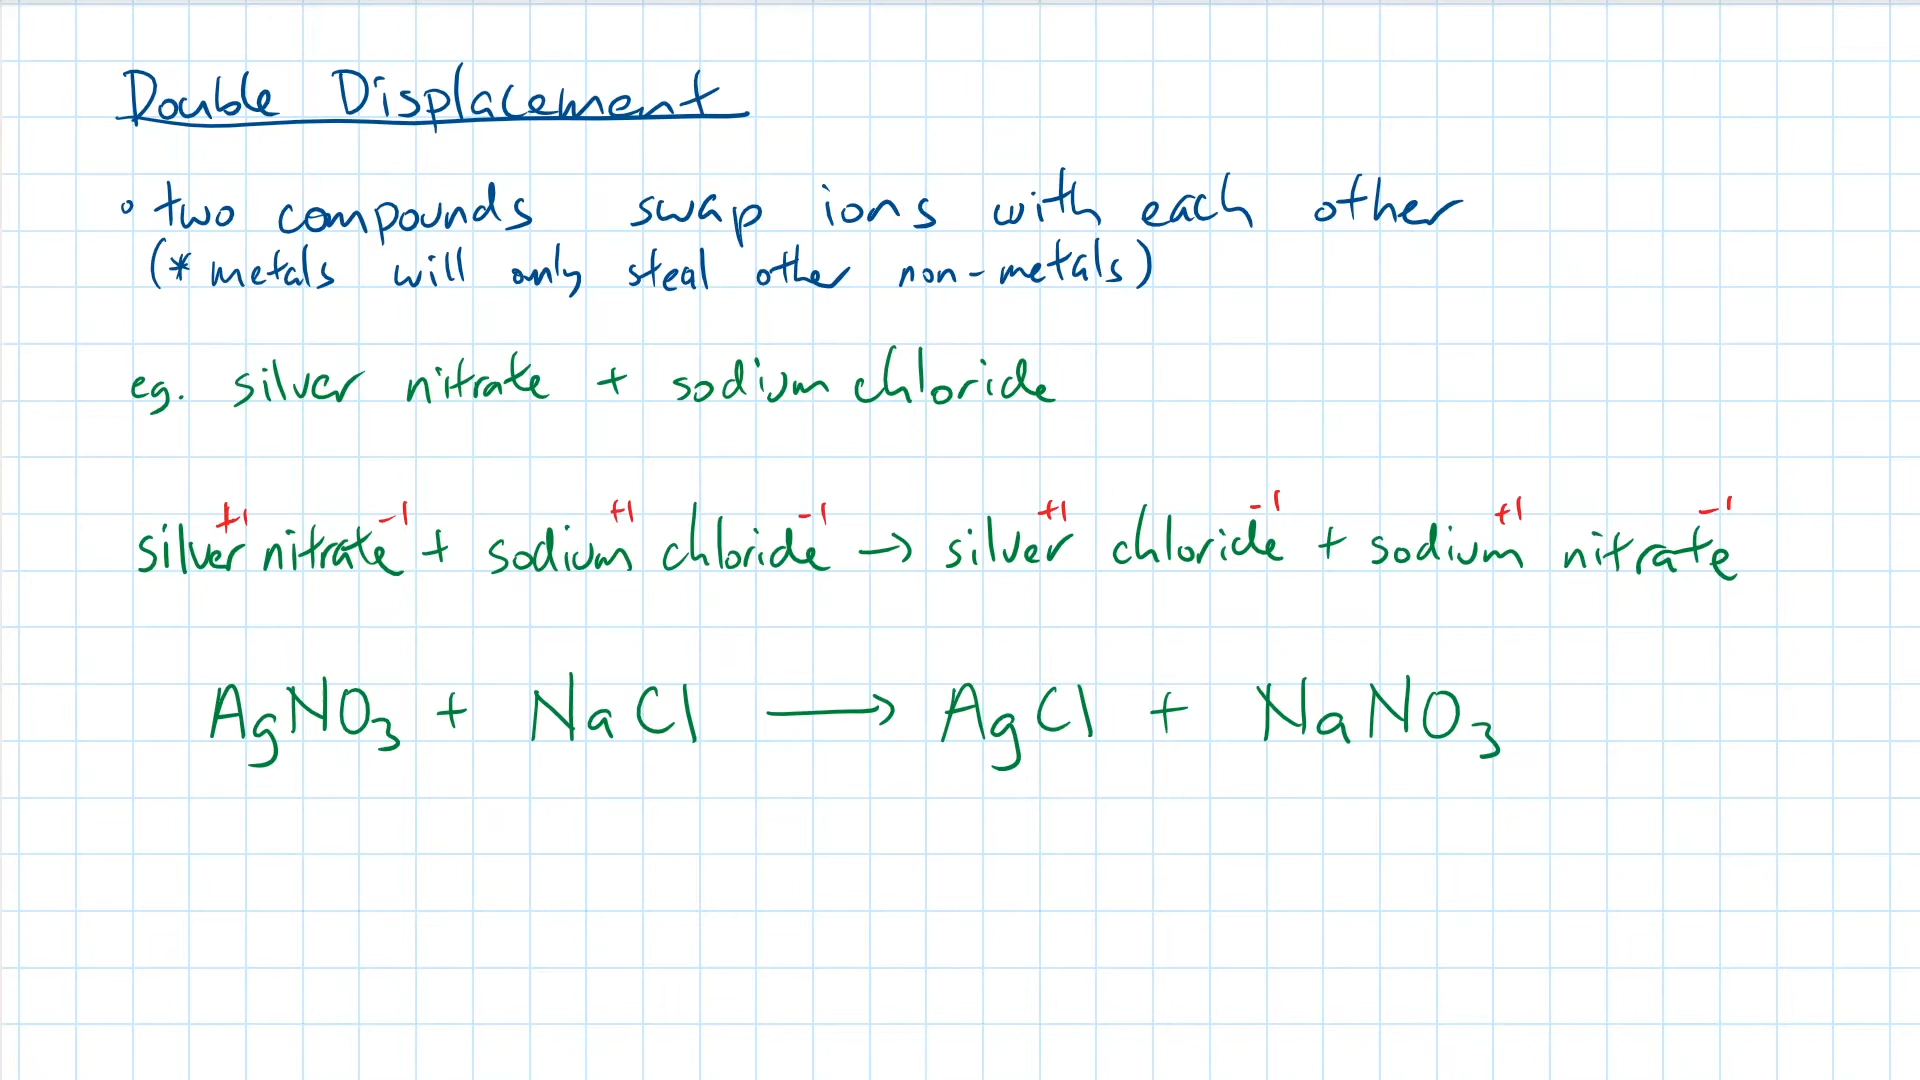 Double Displacement
◦ two compounds swap ions with each other
(* metals will only steal other non-metals)
eg. silver nitrate + sodium chloride
silver⁺¹ nitrate⁻¹ + sodium⁺¹ chloride⁻¹ → silver⁺¹ chloride⁻¹ + sodium⁺¹ nitrate⁻¹
AgNO₃ + NaCl → AgCl + NaNO₃